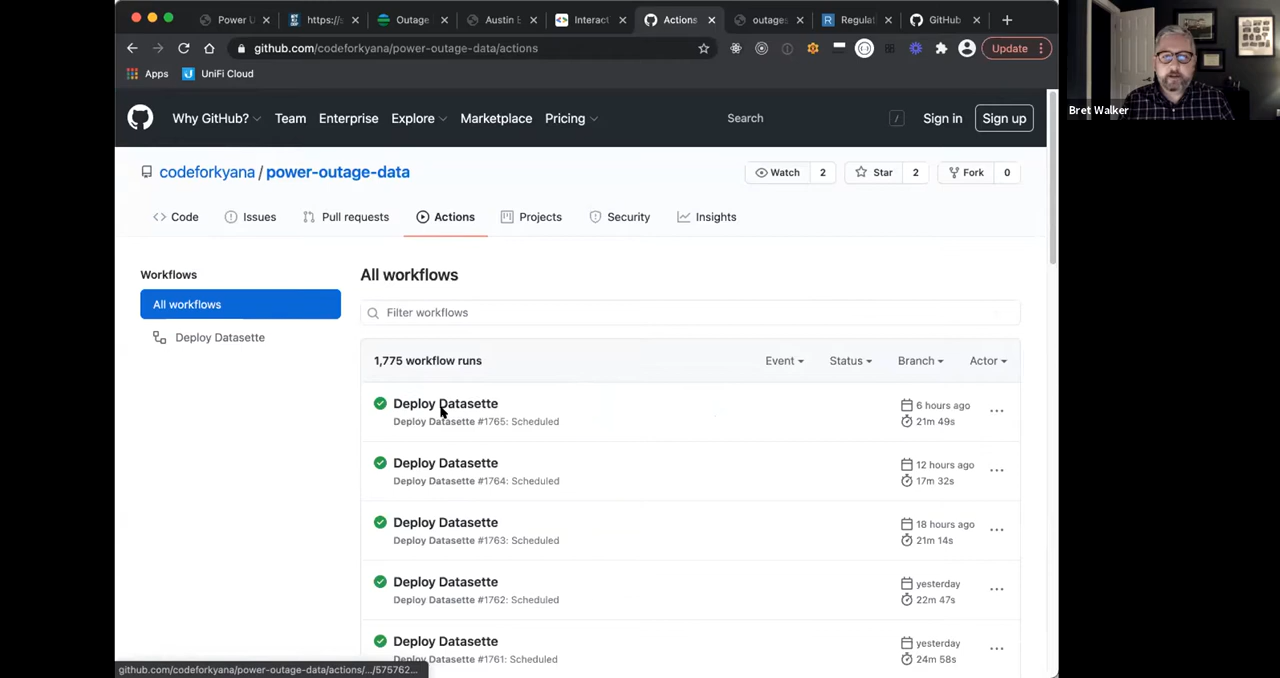 Power U
https://s
Outage
Austin E
Interact
Actions
outages
Regulat
GitHub
github.com/codeforkyana/power-outage-data/actions
Update
Apps
UniFi Cloud
Bret Walker
Why GitHub?
Team
Enterprise
Explore
Marketplace
Pricing
Search
/
Sign in
Sign up
codeforkyana / power-outage-data
Watch 2
Star 2
Fork 0
Code
Issues
Pull requests
Actions
Projects
Security
Insights
Workflows
All workflows
Deploy Datasette
All workflows
Filter workflows
1,775 workflow runs
Event
Status
Branch
Actor
Deploy Datasette
Deploy Datasette #1765: Scheduled
6 hours ago
21m 49s
Deploy Datasette
Deploy Datasette #1764: Scheduled
12 hours ago
17m 32s
Deploy Datasette
Deploy Datasette #1763: Scheduled
18 hours ago
21m 14s
Deploy Datasette
Deploy Datasette #1762: Scheduled
yesterday
22m 47s
Deploy Datasette
Deploy Datasette #1761: Scheduled
yesterday
24m 58s
github.com/codeforkyana/power-outage-data/actions/.../575762...